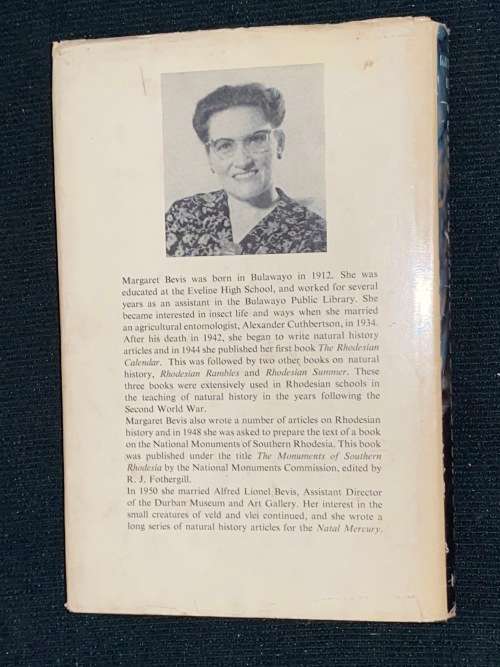 Margaret Bevis was born in Bulawayo in 1912. She was
educated at the Eveline High School, and worked for several
years as an assistant in the Bulawayo Public Library. She
became interested in insect life and ways when she married
an agricultural entomologist, Alexander Cuthbertson, in 1934.
After his death in 1942, she began to write natural history
articles and in 1944 she published her first book The Rhodesian
Calendar. This was followed by two other books on natural
history, Rhodesian Rambles and Rhodesian Summer. These
three books were extensively used in Rhodesian schools in
the teaching of natural history in the years following the
Second World War.
Margaret Bevis also wrote a number of articles on Rhodesian
history and in 1948 she was asked to prepare the text of a book
on the National Monuments of Southern Rhodesia. This book
was published under the title The Monuments of Southern
Rhodesia by the National Monuments Commission, edited by
R. J. Fothergill.
In 1950 she married Alfred Lionel Bevis, Assistant Director
of the Durban Museum and Art Gallery. Her interest in the
small creatures of veld and vlei continued, and she wrote a
long series of natural history articles for the Natal Mercury.